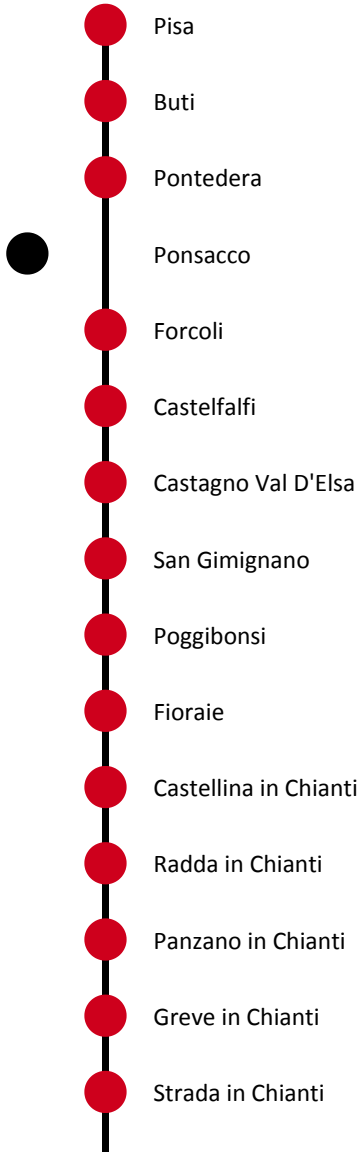 Pisa
Buti
Pontedera
Ponsacco
Forcoli
Castelfalfi
Castagno Val D'Elsa
San Gimignano
Poggibonsi
Fioraie
Castellina in Chianti
Radda in Chianti
Panzano in Chianti
Greve in Chianti
Strada in Chianti